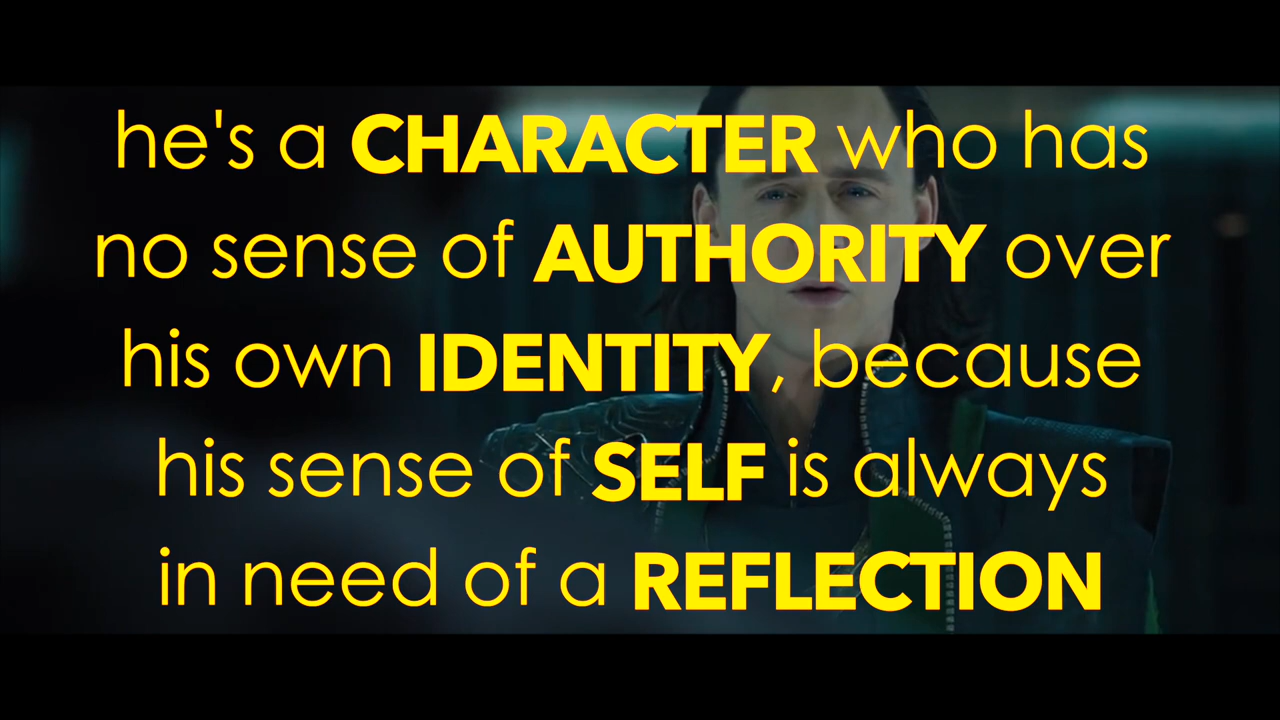 he's a CHARACTER who has
no sense of AUTHORITY over
his own IDENTITY, because
his sense of SELF is always
in need of a REFLECTION